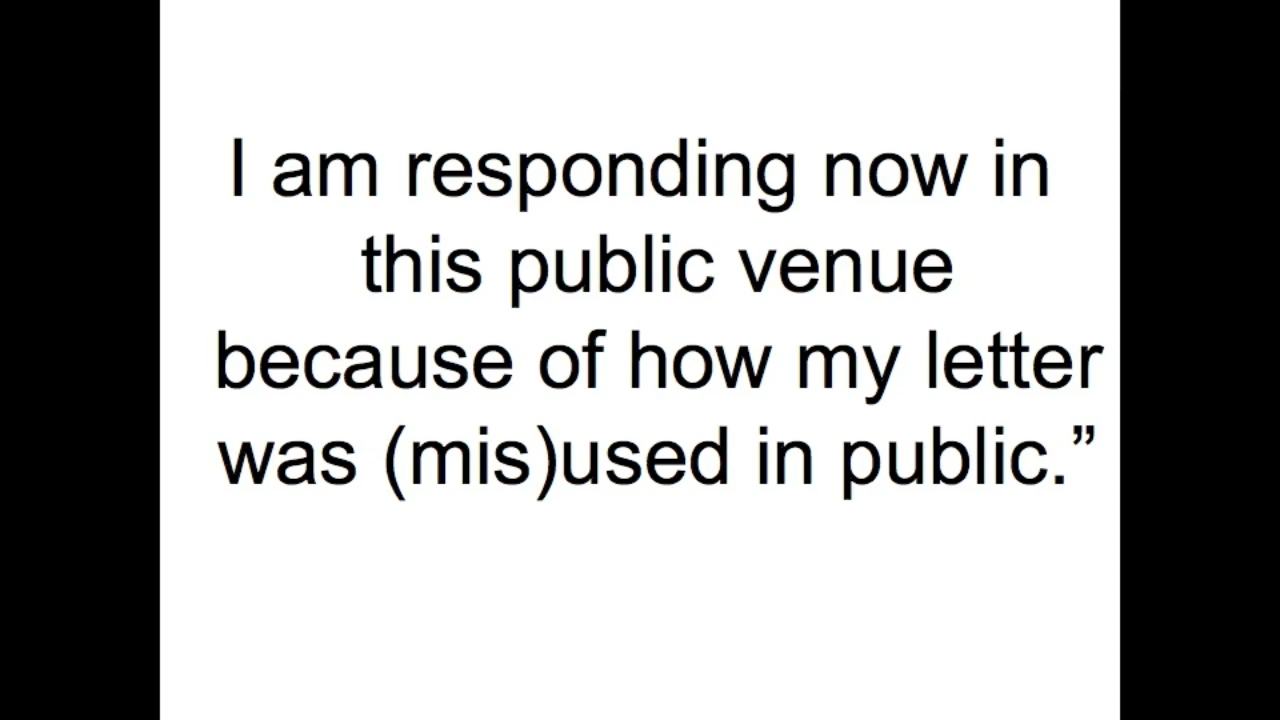 I am responding now in
this public venue
because of how my letter
was (mis)used in public.”